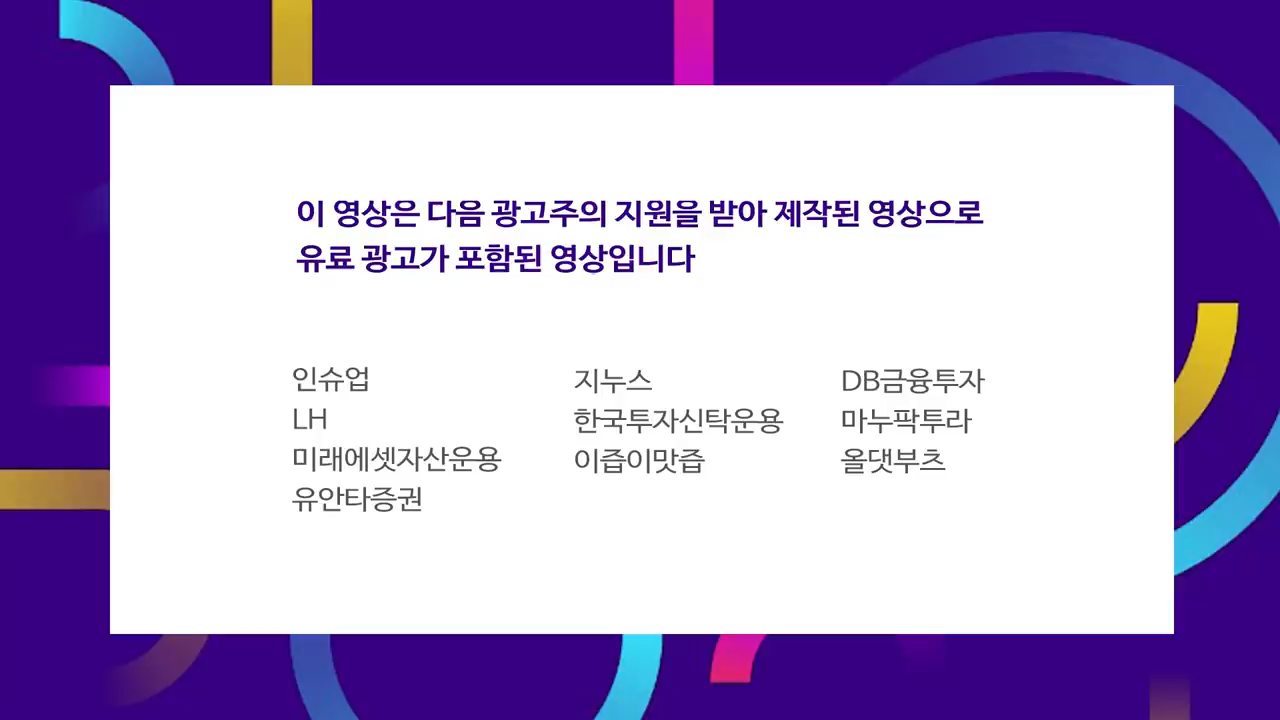 이 영상은 다음 광고주의 지원을 받아 제작된 영상으로
유료 광고가 포함된 영상입니다
인슈업
LH
미래에셋자산운용
유안타증권
지누스
한국투자신탁운용
이즙이맛즙
DB금융투자
마누팍투라
올댓부츠